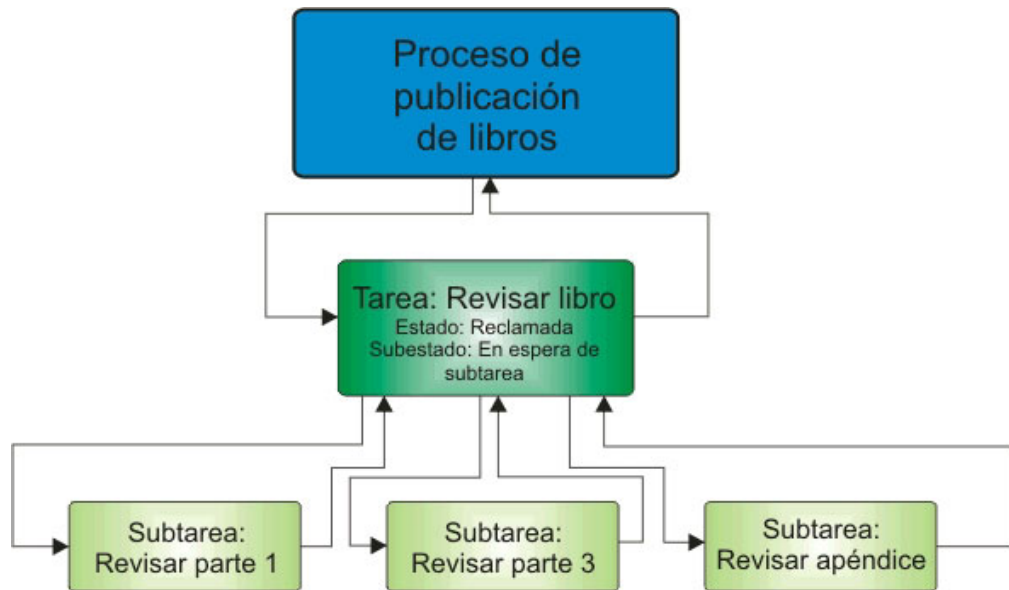 Proceso de
publicación
de libros
Tarea: Revisar libro
Estado: Reclamada
Subestado: En espera de
subtarea
Subtarea:
Revisar parte 1
Subtarea:
Revisar parte 3
Subtarea:
Revisar apéndice